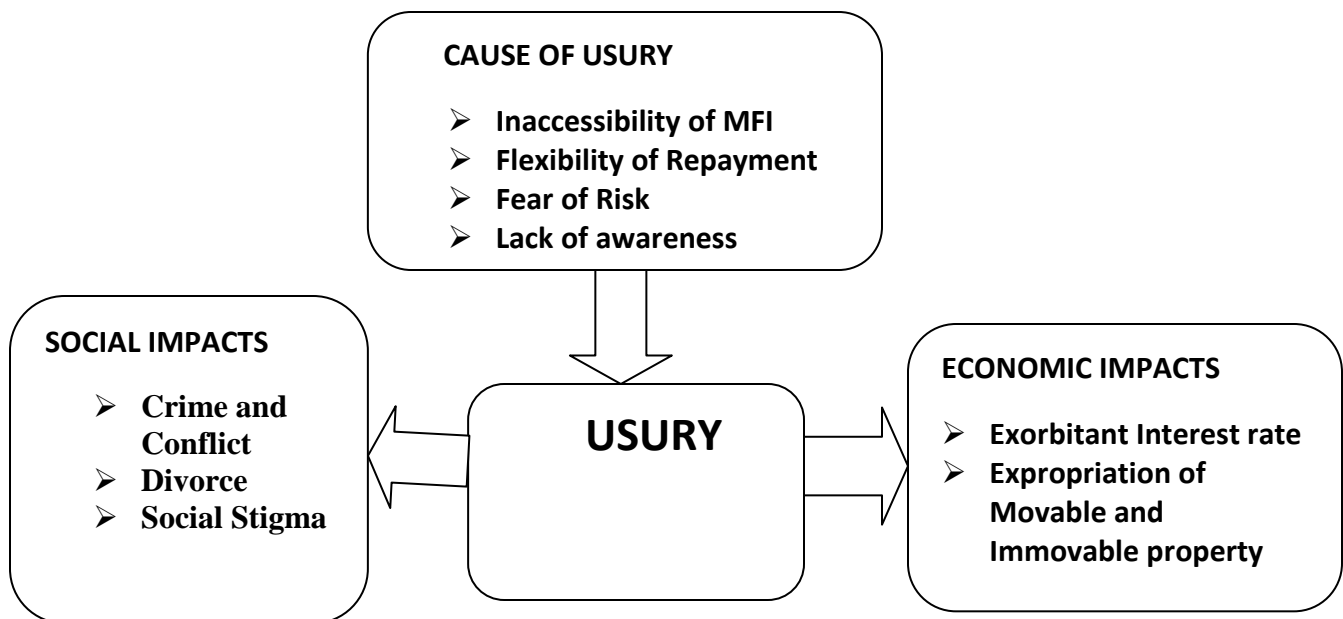 CAUSE OF USURY
➢ Inaccessibility of MFI
➢ Flexibility of Repayment
➢ Fear of Risk
➢ Lack of awareness
SOCIAL IMPACTS
➢ Crime and
Conflict
➢ Divorce
➢ Social Stigma
USURY
ECONOMIC IMPACTS
➢ Exorbitant Interest rate
➢ Expropriation of
Movable and
Immovable property